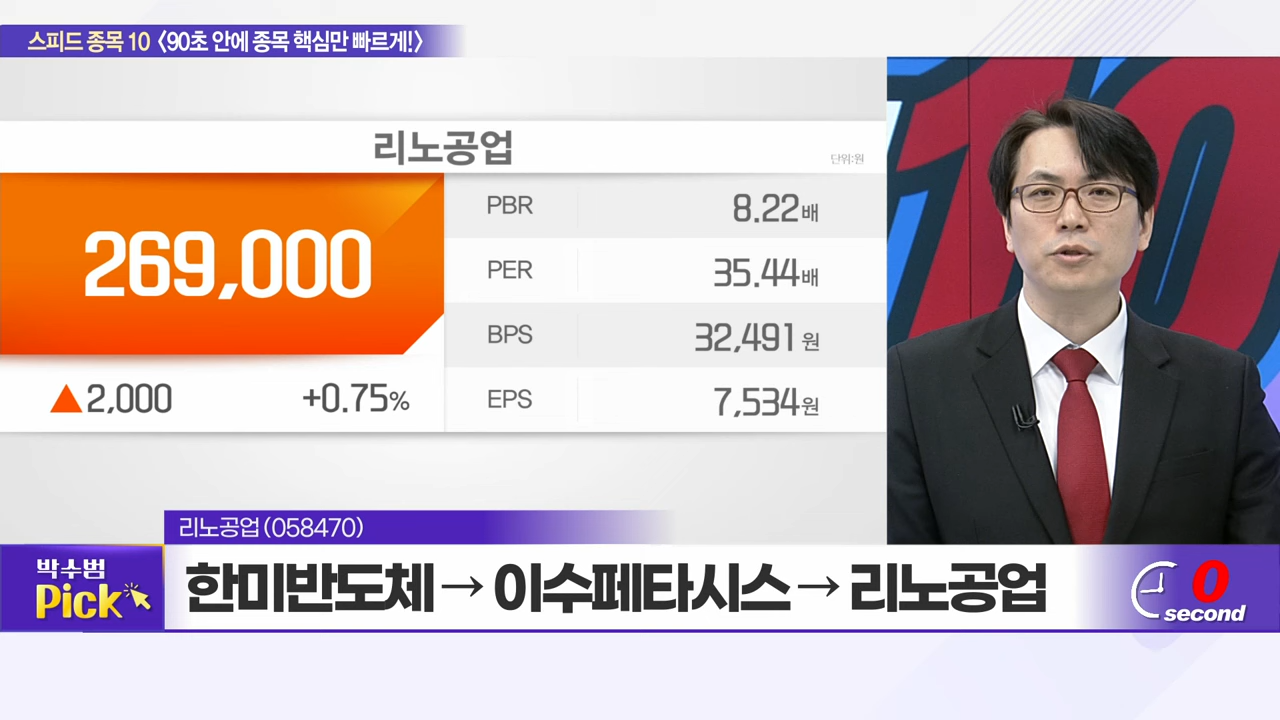 스피드 종목 10 <90초 안에 종목 핵심만 빠르게!>
리노공업
단위:원
269,000
▲2,000 +0.75%
PBR 8.22배
PER 35.44배
BPS 32,491원
EPS 7,534원
10
리노공업(058470)
박수범
Pick
한미반도체→이수페타시스→리노공업
0
second